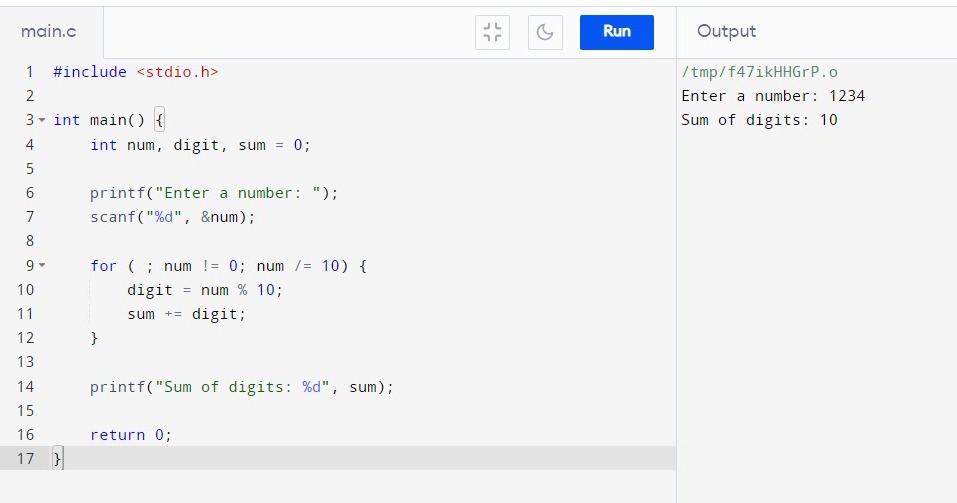 main.c
Run
Output
1 #include <stdio.h>
2
3 int main() {
4     int num, digit, sum = 0;
5
6     printf("Enter a number: ");
7     scanf("%d", &num);
8
9     for ( ; num != 0; num /= 10) {
10         digit = num % 10;
11         sum += digit;
12     }
13
14     printf("Sum of digits: %d", sum);
15
16     return 0;
17 }
/tmp/f47ikHHGrP.o
Enter a number: 1234
Sum of digits: 10